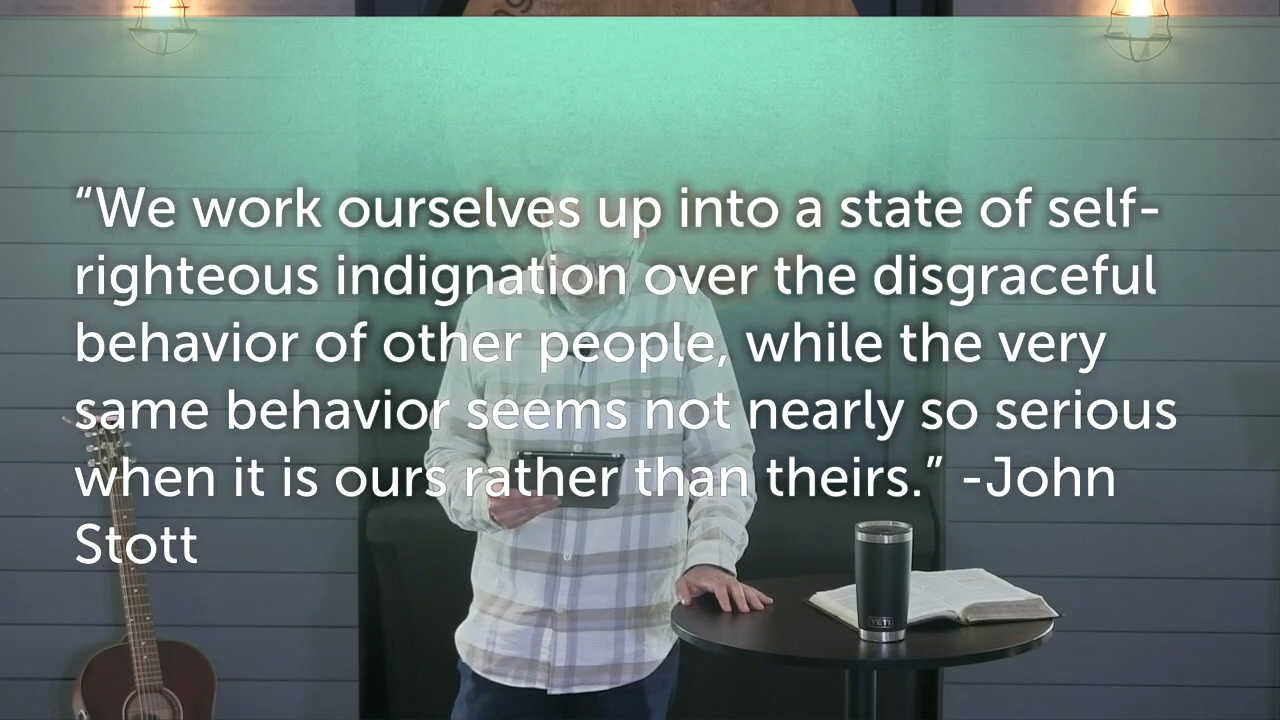 “We work ourselves up into a state of self-
righteous indignation over the disgraceful
behavior of other people, while the very
same behavior seems not nearly so serious
when it is ours rather than theirs.” -John
Stott
YETI